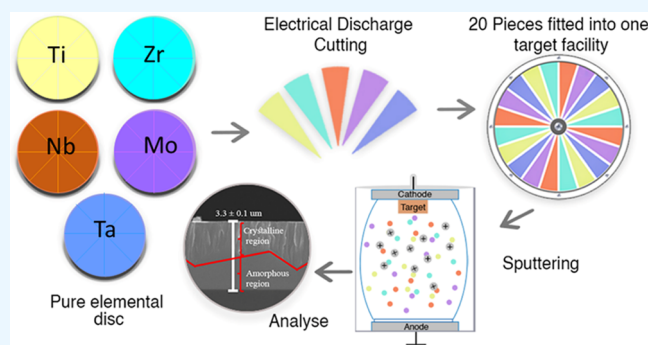 Ti
Zr
Nb
Mo
Ta
Pure elemental
disc
Electrical Discharge
Cutting
20 Pieces fitted into one
target facility
Cathode
Target
Anode
Sputtering
Analyse
3.3 ± 0.1 um
Crystalline
region
Amorphous
region